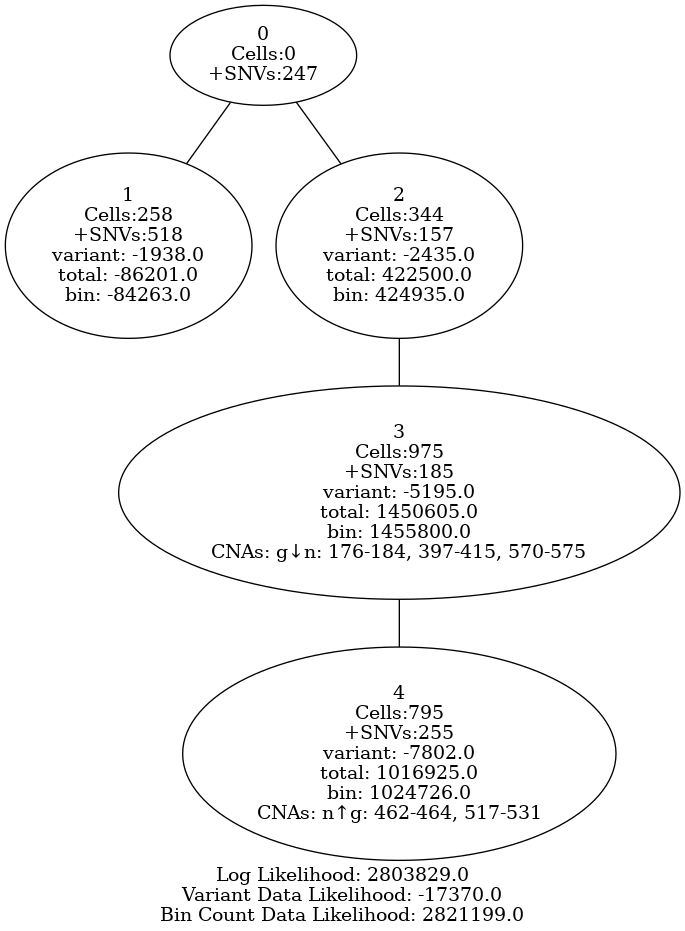 0
Cells:0
+SNVs:247
1
Cells:258
+SNVs:518
variant: -1938.0
total: -86201.0
bin: -84263.0
2
Cells:344
+SNVs:157
variant: -2435.0
total: 422500.0
bin: 424935.0
3
Cells:975
+SNVs:185
variant: -5195.0
total: 1450605.0
bin: 1455800.0
CNAs: g↓n: 176-184, 397-415, 570-575
4
Cells:795
+SNVs:255
variant: -7802.0
total: 1016925.0
bin: 1024726.0
CNAs: n↑g: 462-464, 517-531
Log Likelihood: 2803829.0
Variant Data Likelihood: -17370.0
Bin Count Data Likelihood: 2821199.0